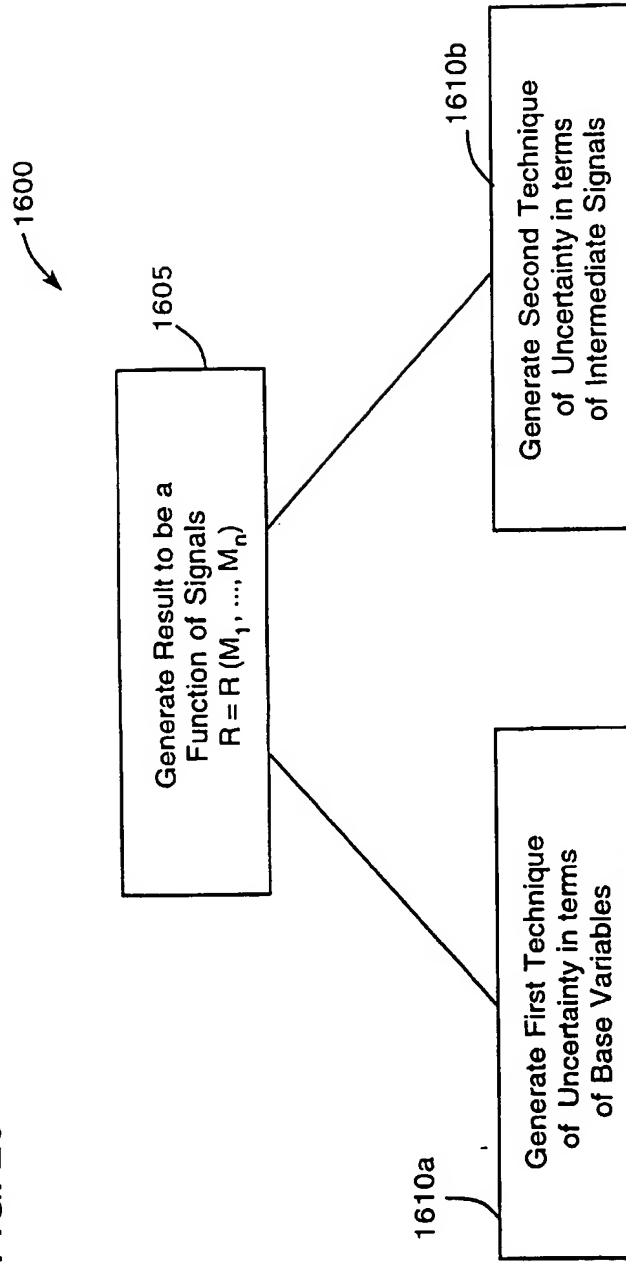 1600
1605
Generate Result to be a
Function of Signals
R = R (M₁, ..., Mₙ)
1610a
Generate First Technique
of Uncertainty in terms
of Base Variables
1610b
Generate Second Technique
of Uncertainty in terms
of Intermediate Signals